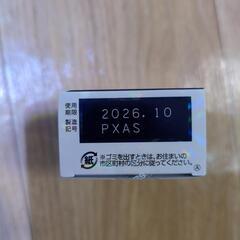 使用
期限
2026.10
製造
記号
PXAS
紙
※ゴミを出すときは、お住まいの
市区町村の区分に従ってください。
Ⓐ